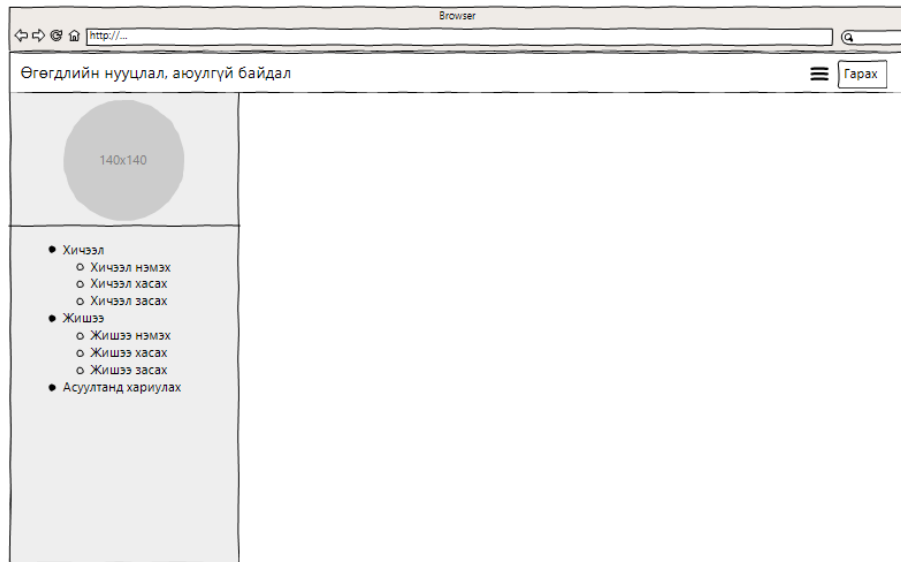 Browser
http://...
Өгөгдлийн нууцлал, аюулгүй байдал
Гарах
140x140
Хичээл
Хичээл нэмэх
Хичээл хасах
Хичээл засах
Жишээ
Жишээ нэмэх
Жишээ хасах
Жишээ засах
Асуултанд хариулах